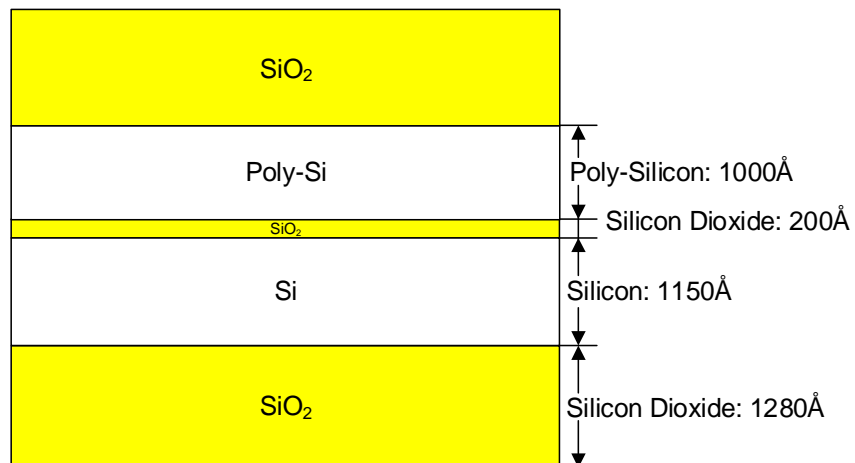 SiO₂
Poly-Si
Poly-Silicon: 1000Å
SiO₂
Silicon Dioxide: 200Å
Si
Silicon: 1150Å
SiO₂
Silicon Dioxide: 1280Å